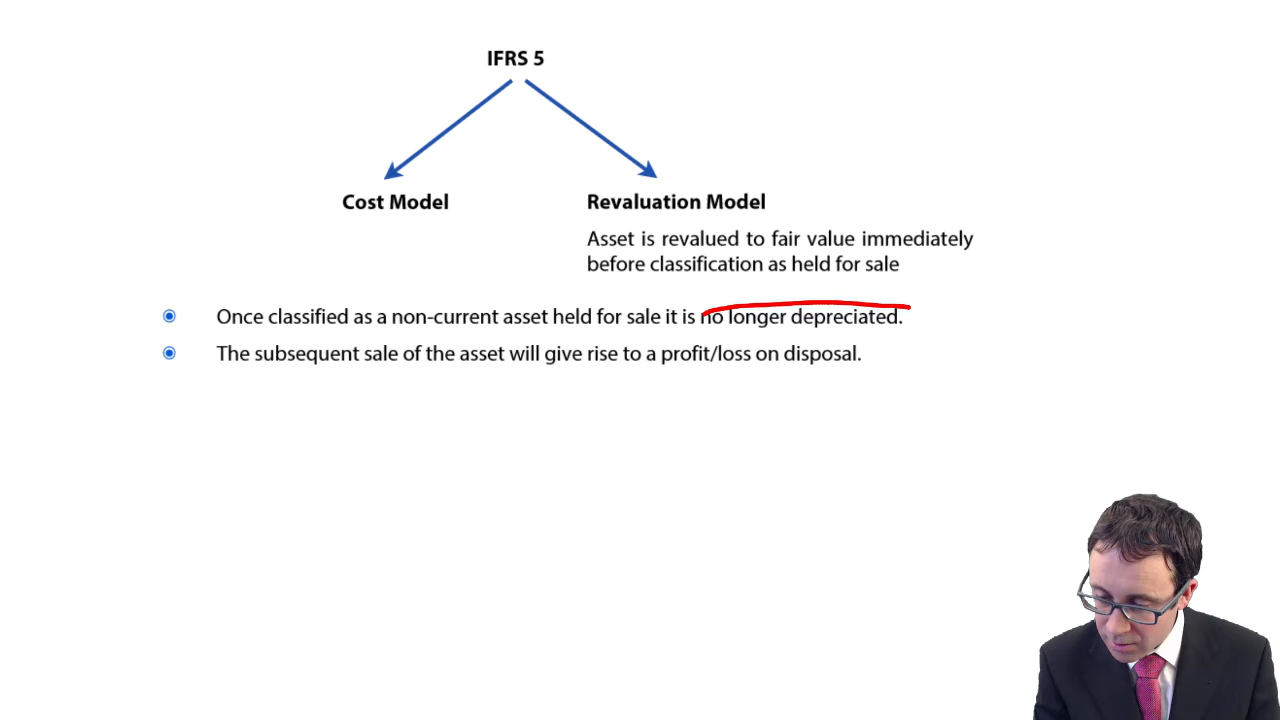 IFRS 5
Cost Model
Revaluation Model
Asset is revalued to fair value immediately
before classification as held for sale
Once classified as a non-current asset held for sale it is no longer depreciated.
The subsequent sale of the asset will give rise to a profit/loss on disposal.